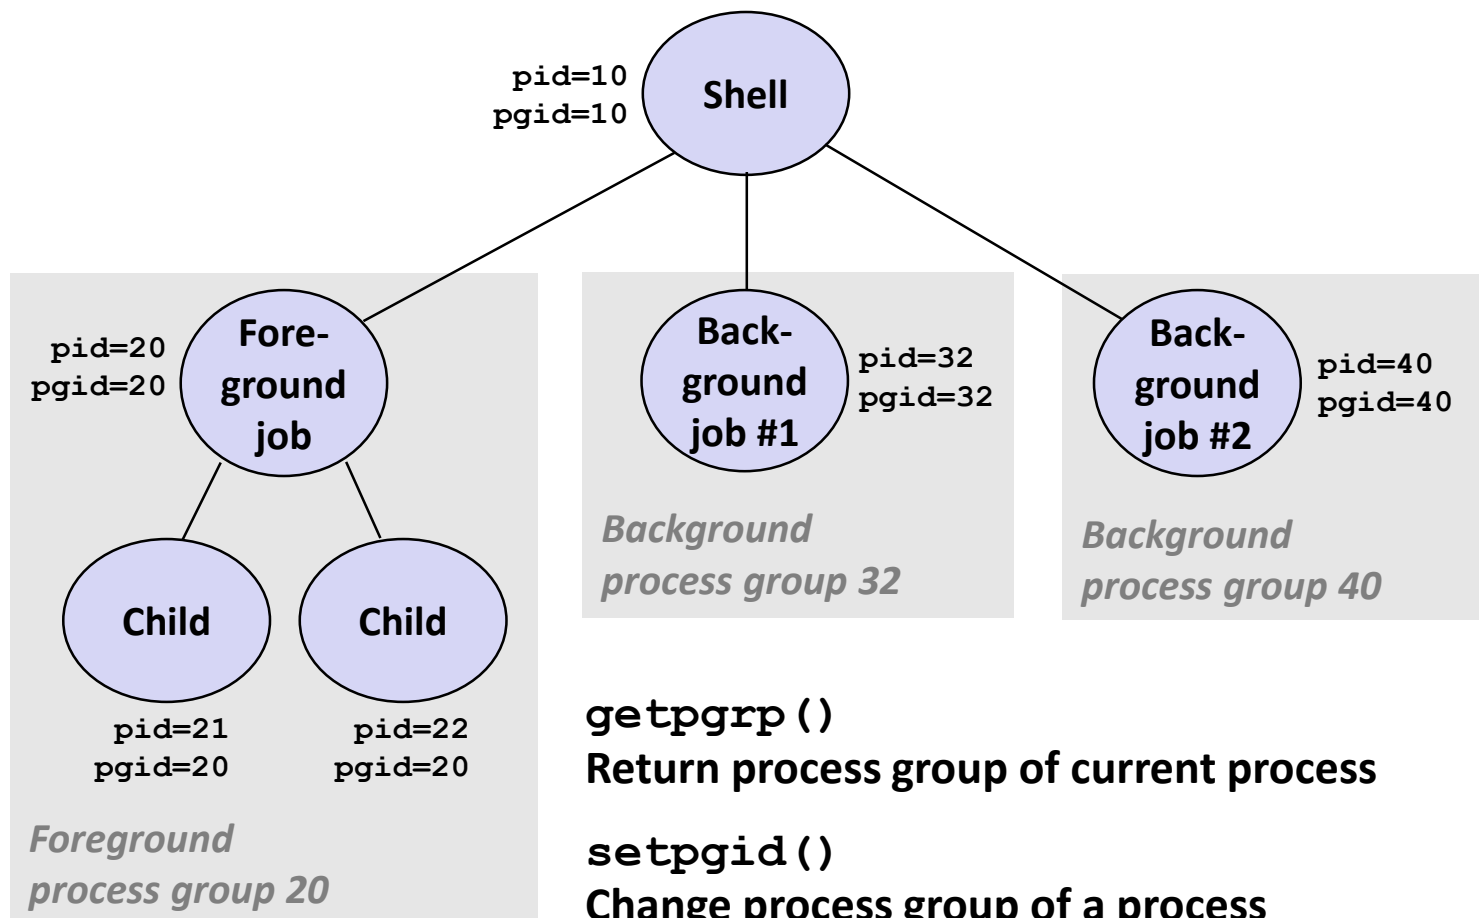 pid=10
pgid=10
Shell
pid=20
pgid=20
Fore-
ground
job
Back-
ground
job #1
pid=32
pgid=32
Back-
ground
job #2
pid=40
pgid=40
Background
process group 32
Background
process group 40
Child
Child
pid=21
pgid=20
pid=22
pgid=20
Foreground
process group 20
getpgrp()
Return process group of current process
setpgid()
Change process group of a process